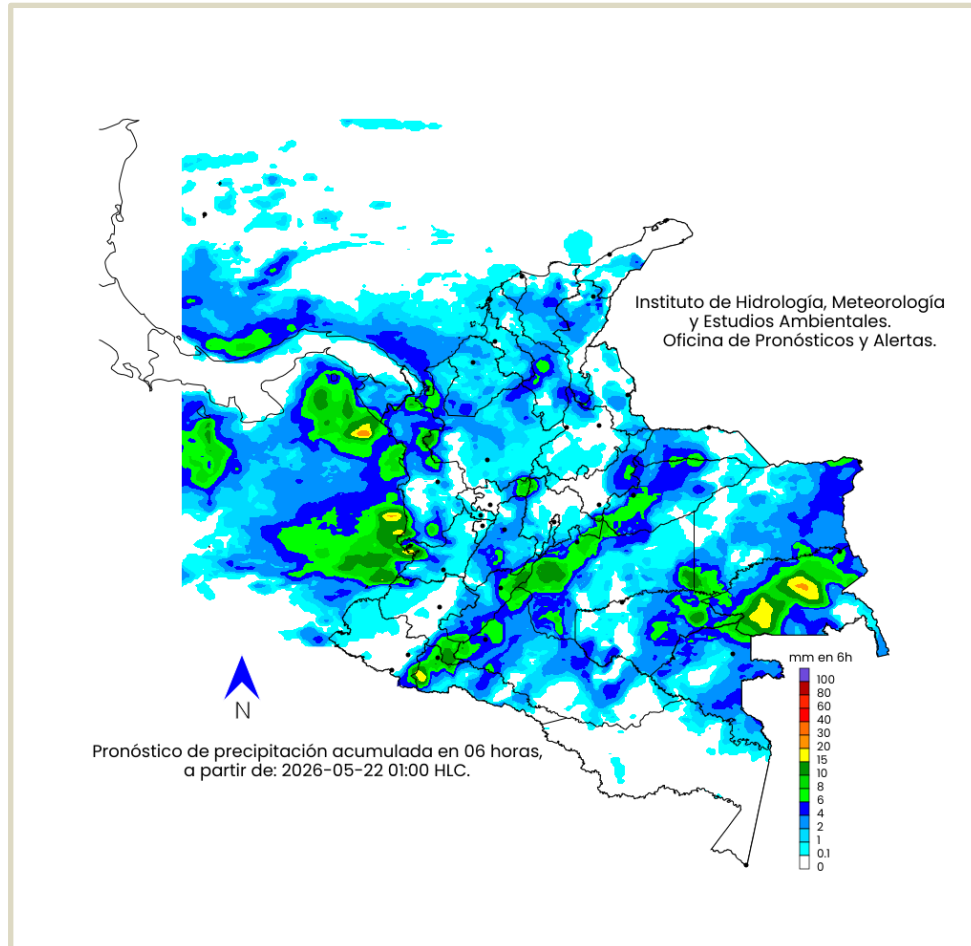 Instituto de Hidrología, Meteorología
y Estudios Ambientales.
Oficina de Pronósticos y Alertas.
mm en 6h
100
80
60
40
30
20
15
10
8
6
4
2
1
0.1
0
N
Pronóstico de precipitación acumulada en 06 horas,
a partir de: 2026-05-22 01:00 HLC.